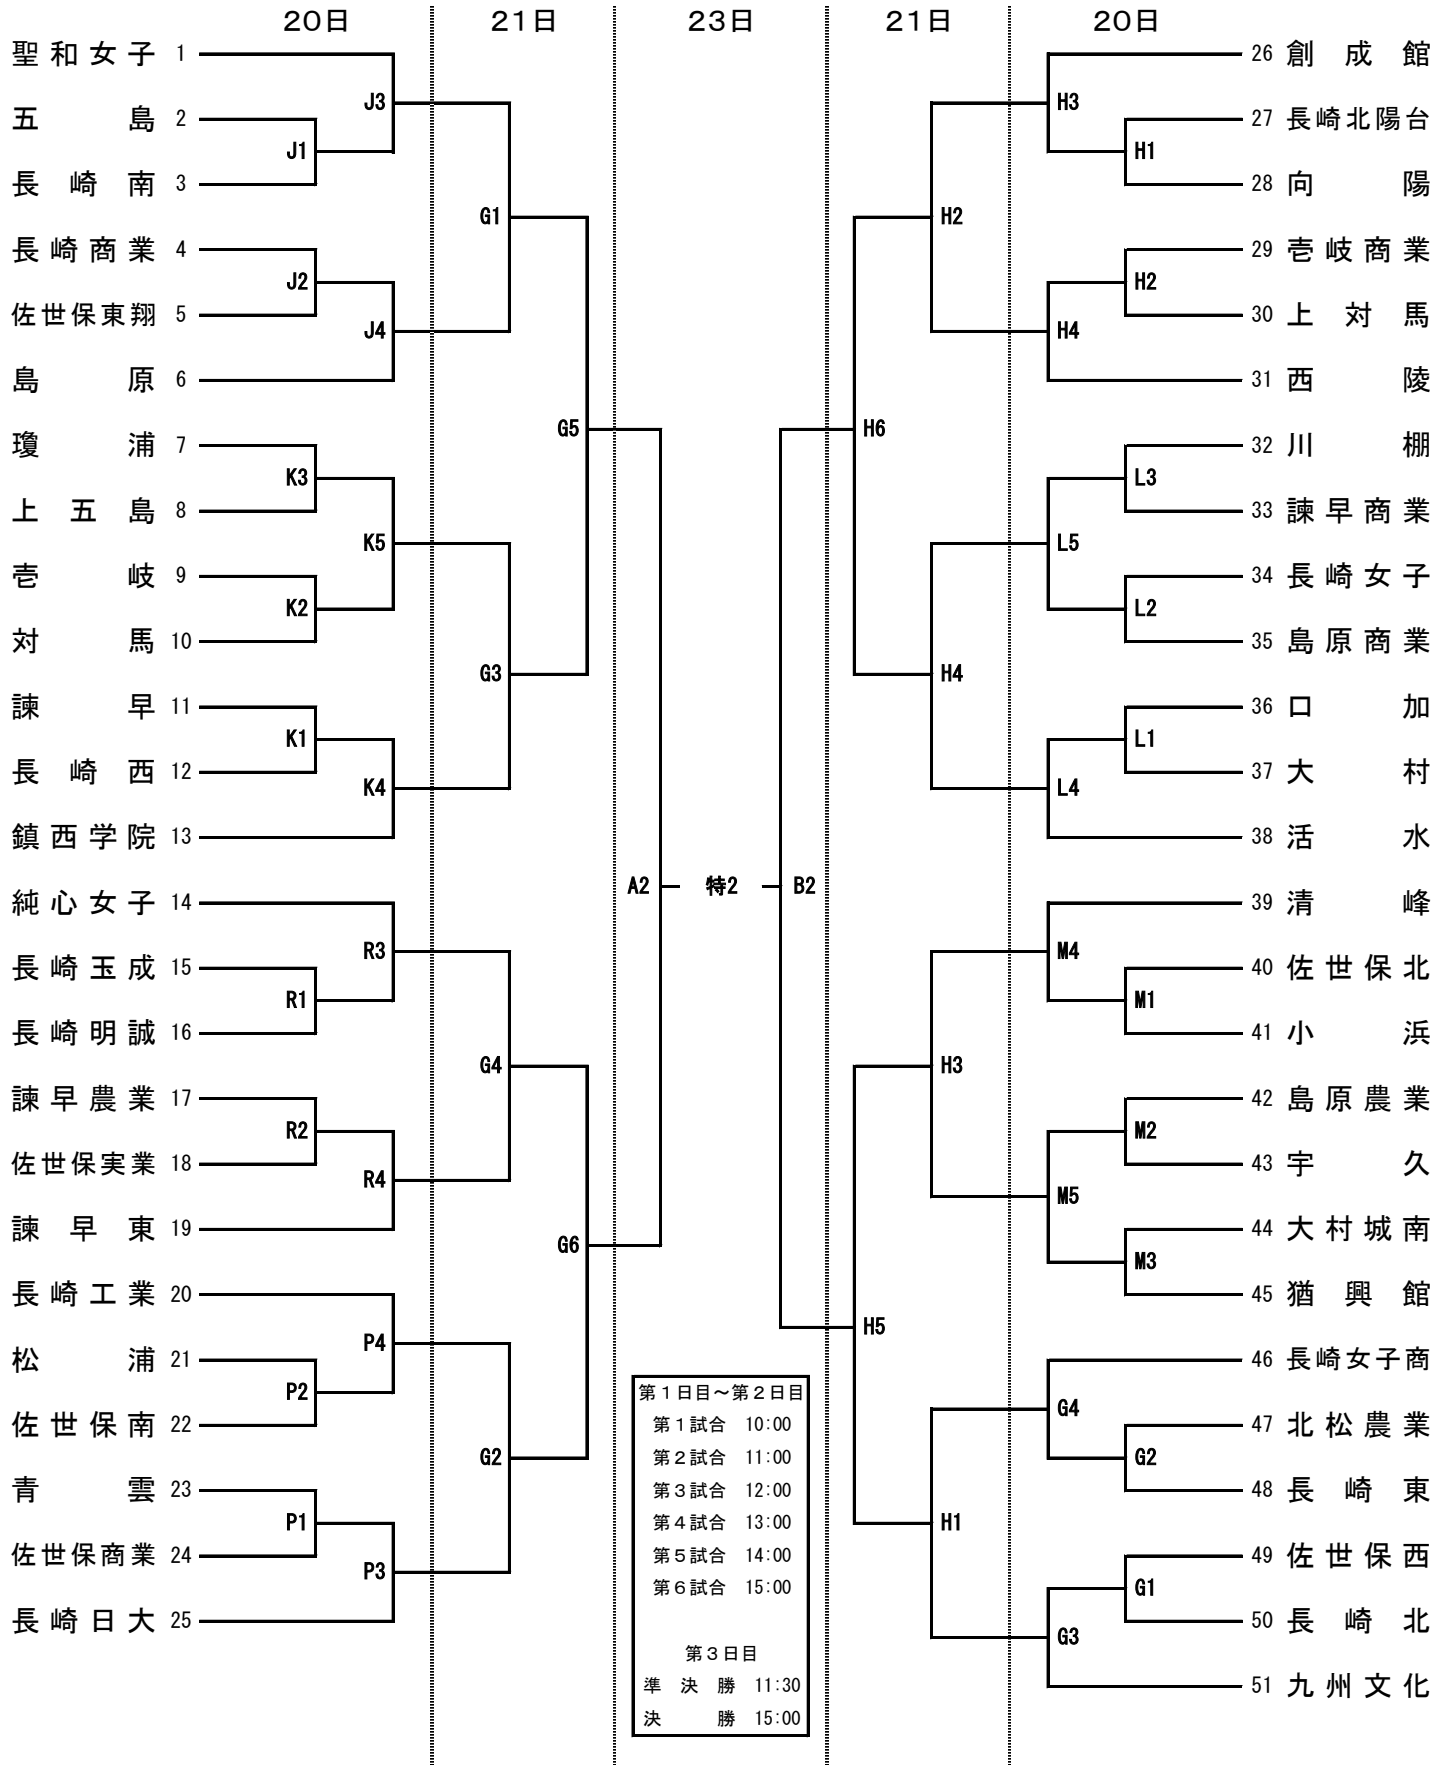 20日 21日 23日 21日 20日
聖和女子 1
五島 2
長崎南 3
長崎商業 4
佐世保東翔 5
島原 6
瓊浦 7
上五島 8
壱岐 9
対馬 10
諫早 11
長崎西 12
鎮西学院 13
純心女子 14
長崎玉成 15
長崎明誠 16
諫早農業 17
佐世保実業 18
諫早東 19
長崎工業 20
松浦 21
佐世保南 22
青雲 23
佐世保商業 24
長崎日大 25
J1
J2
K3
K2
K1
R1
R2
P2
P1
J3
J4
K5
K4
R3
R4
P4
P3
G1
G3
G4
G2
G5
G6
A2
特2
B2
H6
H5
H2
H4
H3
H1
H3
H4
L5
L4
M4
M5
G4
G3
H1
H2
L3
L2
L1
M1
M2
M3
G2
G1
26 創成館
27 長崎北陽台
28 向陽
29 壱岐商業
30 上対馬
31 西陵
32 川棚
33 諫早商業
34 長崎女子
35 島原商業
36 口加
37 大村
38 活水
39 清峰
40 佐世保北
41 小浜
42 島原農業
43 宇久
44 大村城南
45 猶興館
46 長崎女子商
47 北松農業
48 長崎東
49 佐世保西
50 長崎北
51 九州文化
第1日目～第2日目
第1試合 10:00
第2試合 11:00
第3試合 12:00
第4試合 13:00
第5試合 14:00
第6試合 15:00
第3日目
準決勝 11:30
決勝 15:00